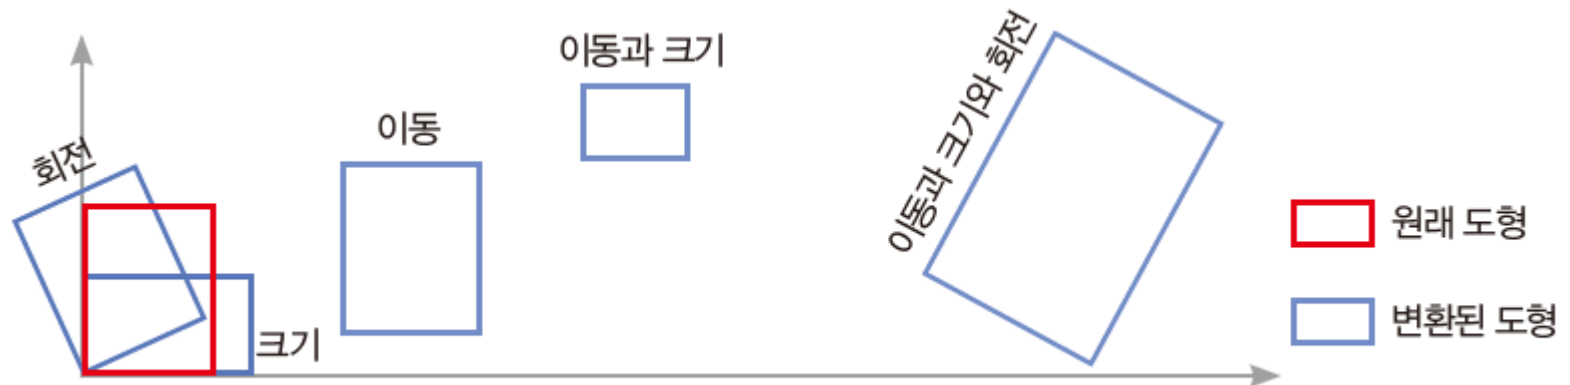 회전
크기
이동
이동과 크기
이동과 크기와 회전
원래 도형
변환된 도형